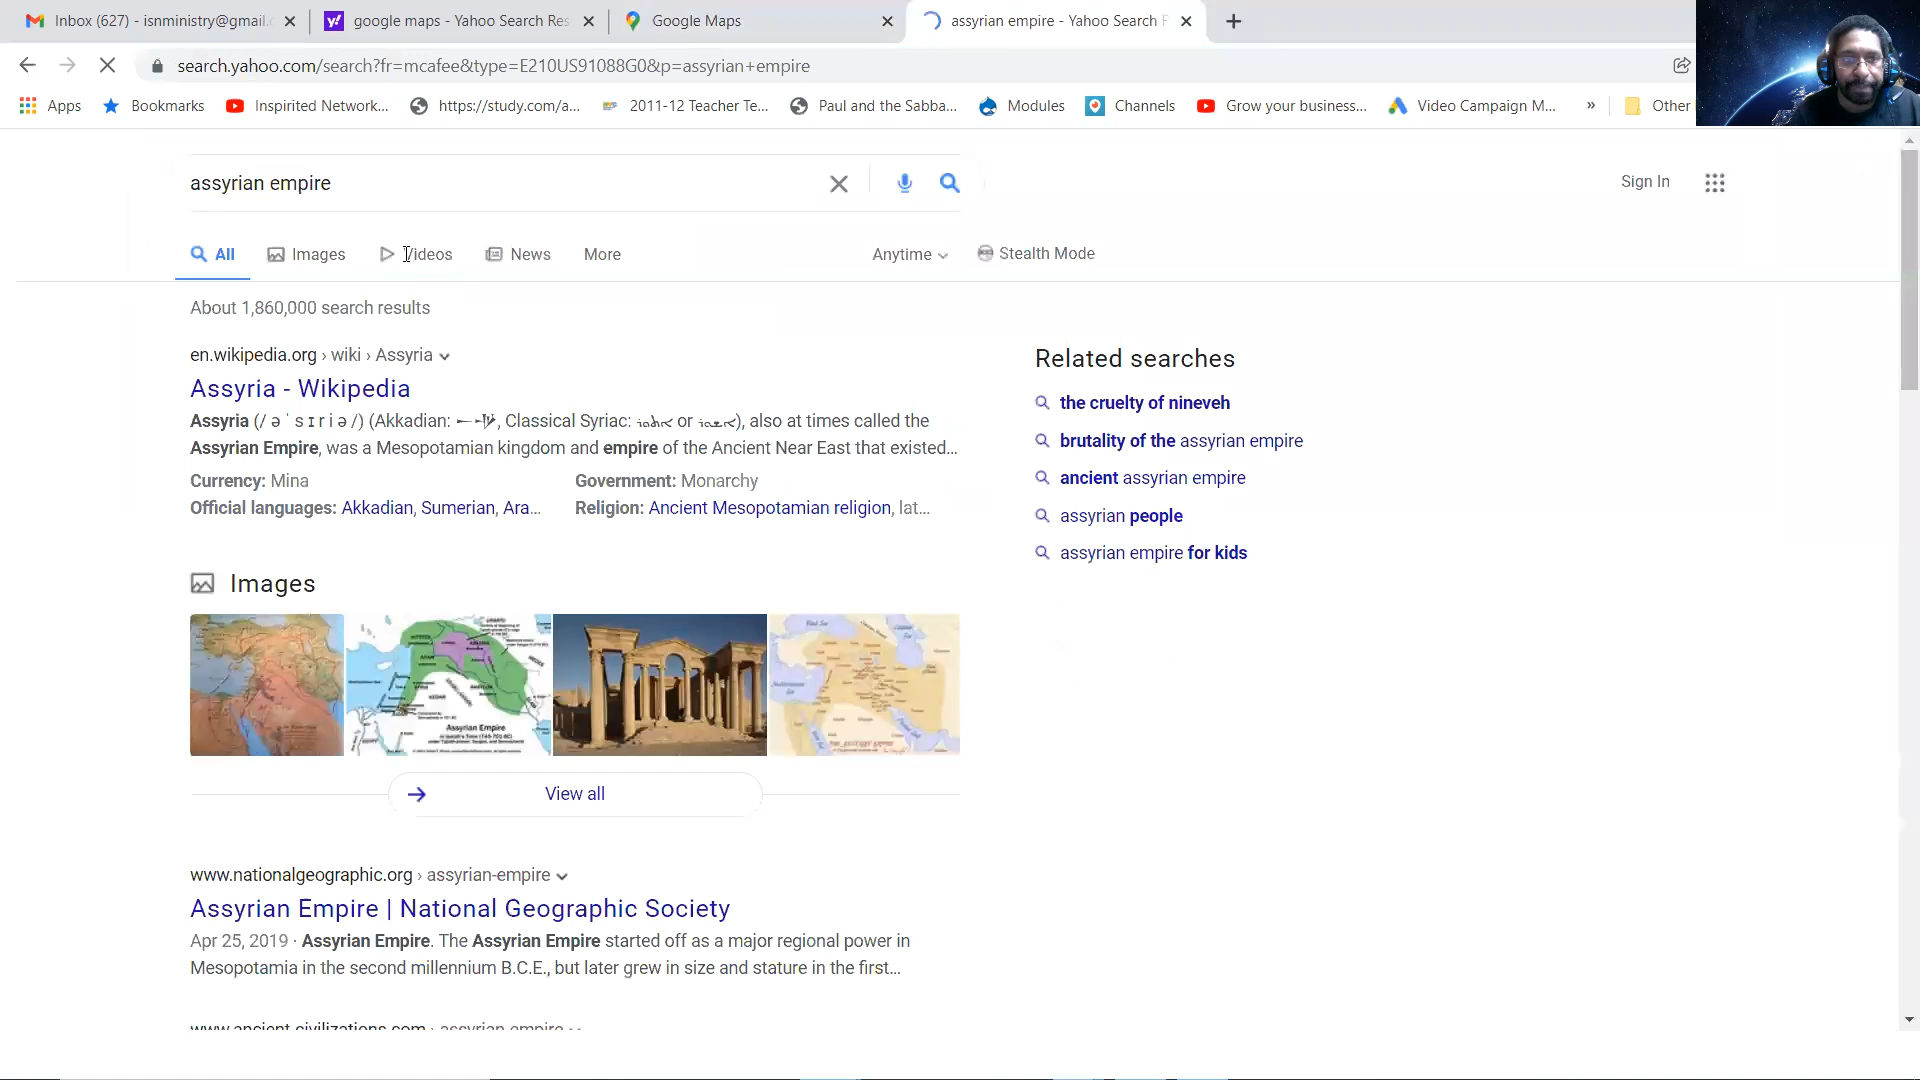 Inbox (627) - isnministry@gmail.c
google maps - Yahoo Search Res
Google Maps
assyrian empire - Yahoo Search F
search.yahoo.com/search?fr=mcafee&type=E210US91088G0&p=assyrian+empire
Apps
Bookmarks
Inspirited Network...
https://study.com/a...
2011-12 Teacher Te...
Paul and the Sabba...
Modules
Channels
Grow your business...
Video Campaign M...
»
Other
assyrian empire
Sign In
All
Images
Videos
News
More
Anytime
Stealth Mode
About 1,860,000 search results
en.wikipedia.org › wiki › Assyria
Assyria - Wikipedia
Assyria (/ ə ˈ s ɪ r i ə /) (Akkadian: , Classical Syriac: or ), also at times called the
Assyrian Empire, was a Mesopotamian kingdom and empire of the Ancient Near East that existed...
Currency: Mina
Government: Monarchy
Official languages: Akkadian, Sumerian, Ara...
Religion: Ancient Mesopotamian religion, lat...
Related searches
the cruelty of nineveh
brutality of the assyrian empire
ancient assyrian empire
assyrian people
assyrian empire for kids
Images
Assyrian Empire
View all
www.nationalgeographic.org › assyrian-empire
Assyrian Empire | National Geographic Society
Apr 25, 2019 · Assyrian Empire. The Assyrian Empire started off as a major regional power in
Mesopotamia in the second millennium B.C.E., but later grew in size and stature in the first...
www.ancient-civilizations.com › assyrian-empire